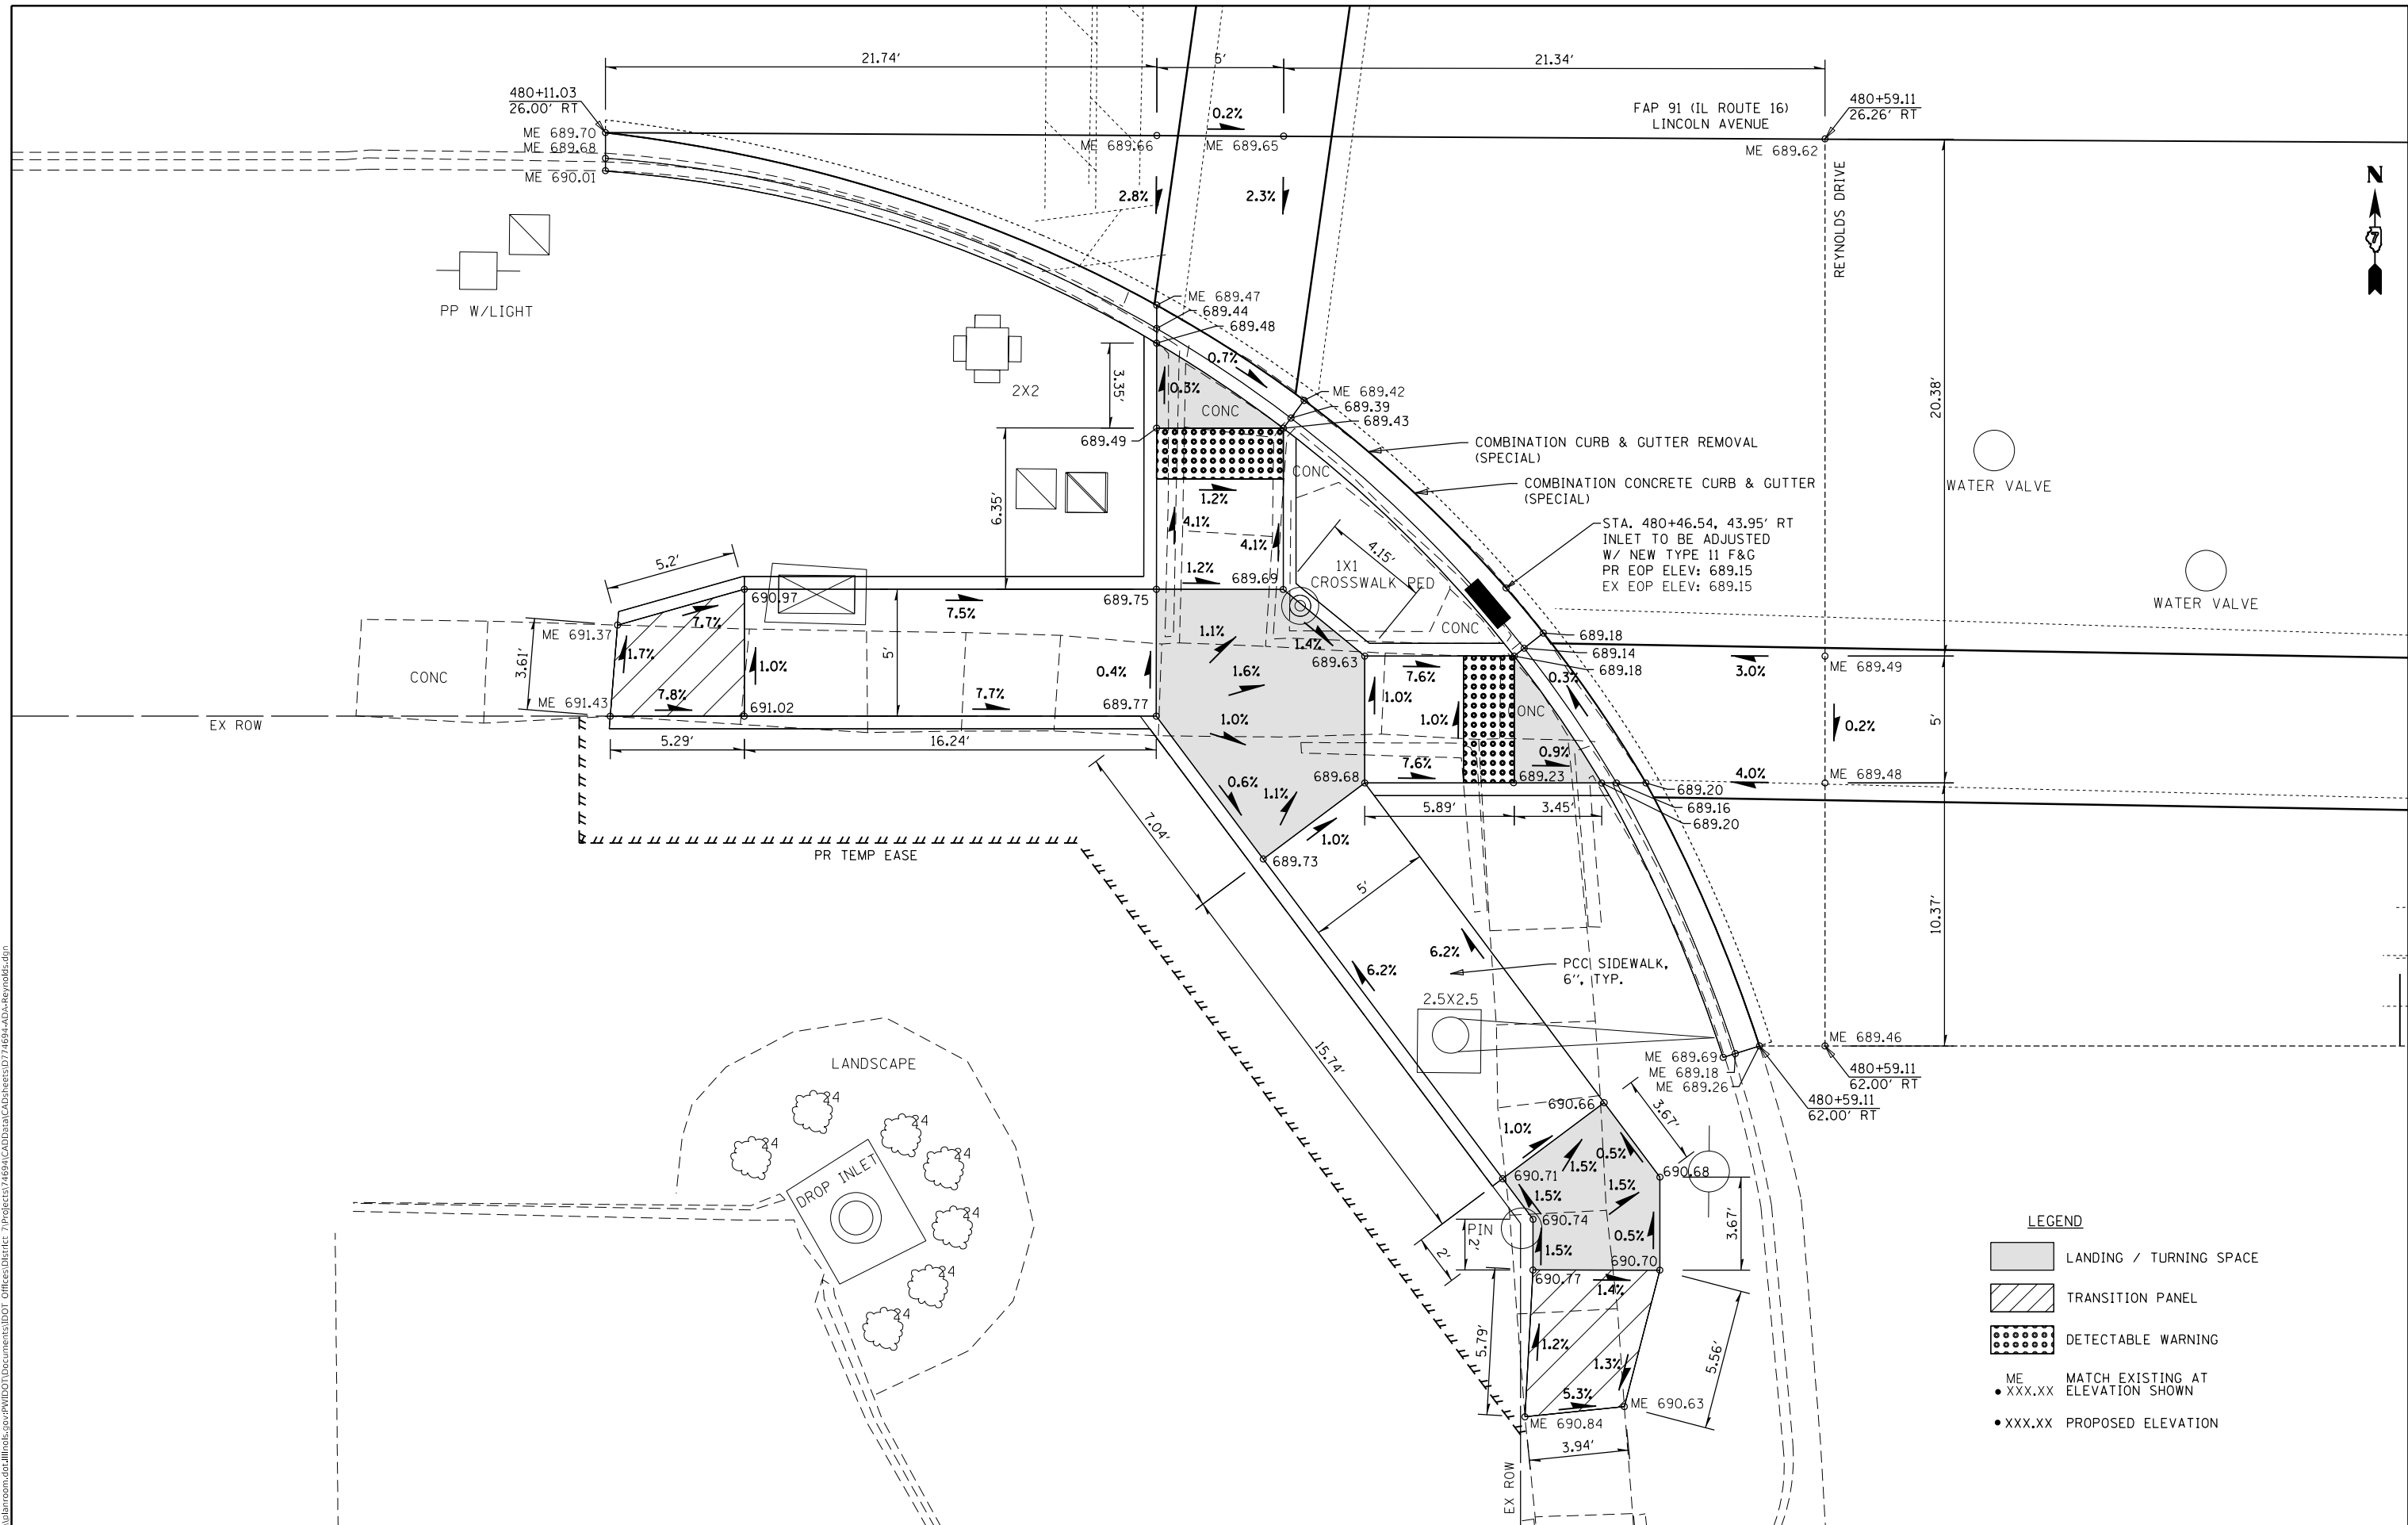 21.74'
5'
21.34'
480+11.03
26.00' RT
0.2%
FAP 91 (IL ROUTE 16)
LINCOLN AVENUE
480+59.11
26.26' RT
ME 689.70
ME 689.68
ME 690.01
ME 689.66
ME 689.65
ME 689.62
REYNOLDS DRIVE
N
7
2.8%
2.3%
PP W/LIGHT
ME 689.47
689.44
689.48
0.7%
2X2
3.35'
0.3%
CONC
ME 689.42
689.39
689.43
20.38'
689.49
COMBINATION CURB & GUTTER REMOVAL
(SPECIAL)
CONC
COMBINATION CONCRETE CURB & GUTTER
(SPECIAL)
WATER VALVE
6.35'
1.2%
4.1%
4.1%
STA. 480+46.54, 43.95' RT
INLET TO BE ADJUSTED
W/ NEW TYPE 11 F&G
PR EOP ELEV: 689.15
EX EOP ELEV: 689.15
4.15'
1X1
CROSSWALK PED
5.2'
1.2%
689.69
690.97
7.5%
689.75
WATER VALVE
ME 691.37
7.7%
CONC
689.18
689.14
689.18
1.1%
1.4%
3.61'
1.7%
1.0%
5'
0.4%
1.6%
689.63
7.6%
0.3%
3.0%
ME 689.49
CONC
ME 691.43
7.8%
691.02
7.7%
689.77
1.0%
1.0%
1.0%
CONC
5'
0.2%
EX ROW
5.29'
16.24'
0.9%
689.68
7.6%
689.23
4.0%
ME 689.48
0.6%
1.1%
689.20
689.16
689.20
5.89'
3.45'
7.04'
1.0%
689.73
PR TEMP EASE
5'
10.37'
6.2%
6.2%
PCC SIDEWALK,
6", TYP.
2.5X2.5
15.74'
LANDSCAPE
ME 689.69
ME 689.18
ME 689.26
ME 689.46
480+59.11
62.00' RT
480+59.11
62.00' RT
24
24
24
24
24
24
24
DROP INLET
690.66
3.67'
1.0%
1.5%
0.5%
690.71
690.68
1.5%
1.5%
690.74
PIN
2'
2'
1.5%
0.5%
3.67'
690.70
690.77
1.4%
5.79'
1.2%
1.3%
5.56'
5.3%
ME 690.63
ME 690.84
3.94'
EX ROW
LEGEND
LANDING / TURNING SPACE
TRANSITION PANEL
DETECTABLE WARNING
ME
XXX.XX
MATCH EXISTING AT
ELEVATION SHOWN
XXX.XX PROPOSED ELEVATION